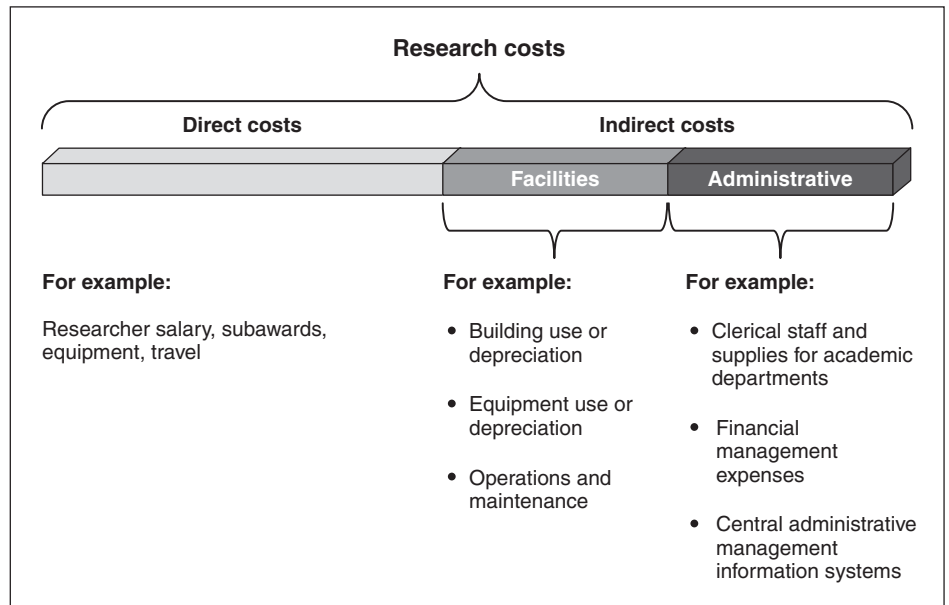 Research costs
Direct costs
Indirect costs
Facilities
Administrative
For example:
Researcher salary, subawards,
equipment, travel
For example:
• Building use or
depreciation
• Equipment use or
depreciation
• Operations and
maintenance
For example:
• Clerical staff and
supplies for academic
departments
• Financial
management
expenses
• Central administrative
management
information systems